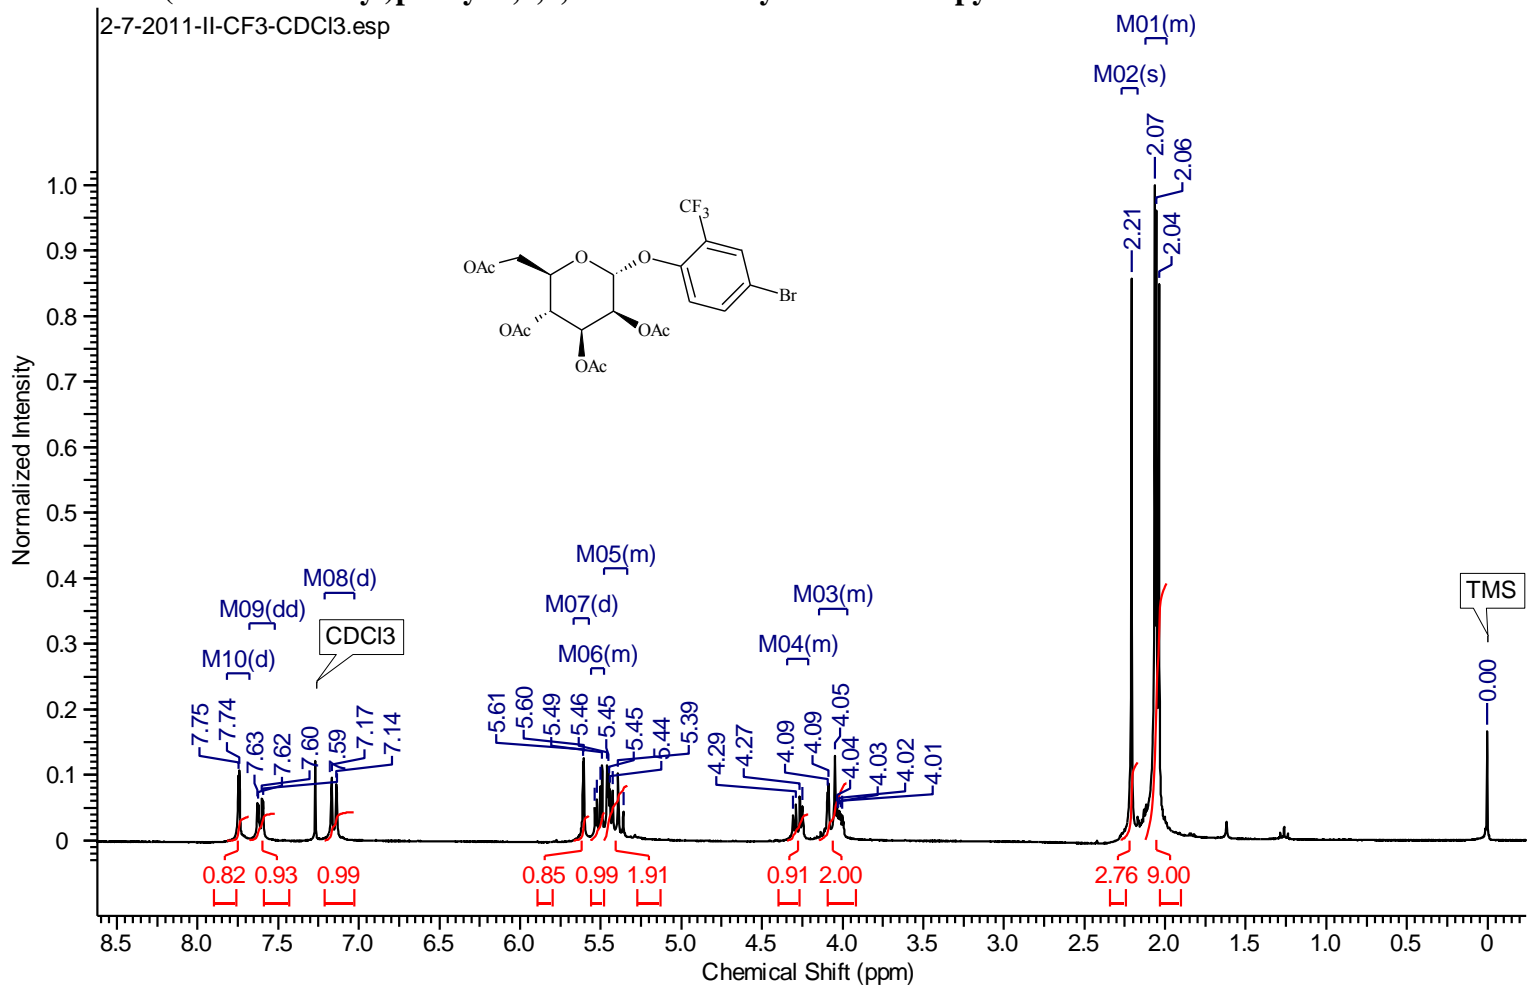 2-7-2011-II-CF3-CDCl3.esp
M01(m)
M02(s)
2.07
2.06
2.21
2.04
1.0
0.9
0.8
0.7
0.6
0.5
0.4
0.3
0.2
0.1
0
Normalized Intensity
CF3
O
O
OAc
Br
OAc
OAc
OAc
M05(m)
M08(d)
M07(d)
M03(m)
M09(dd)
CDCl3
M04(m)
M10(d)
M06(m)
TMS
7.75
7.74
7.63
7.62
7.60
7.59
7.17
7.14
5.61
5.60
5.49
5.46
5.45
5.45
5.44
5.39
4.29
4.27
4.09
4.09
4.05
4.04
4.03
4.02
4.01
0.00
0.82 0.93 0.99 0.85 0.99 1.91 0.91 2.00 2.76 9.00
8.5 8.0 7.5 7.0 6.5 6.0 5.5 5.0 4.5 4.0 3.5 3.0 2.5 2.0 1.5 1.0 0.5 0
Chemical Shift (ppm)